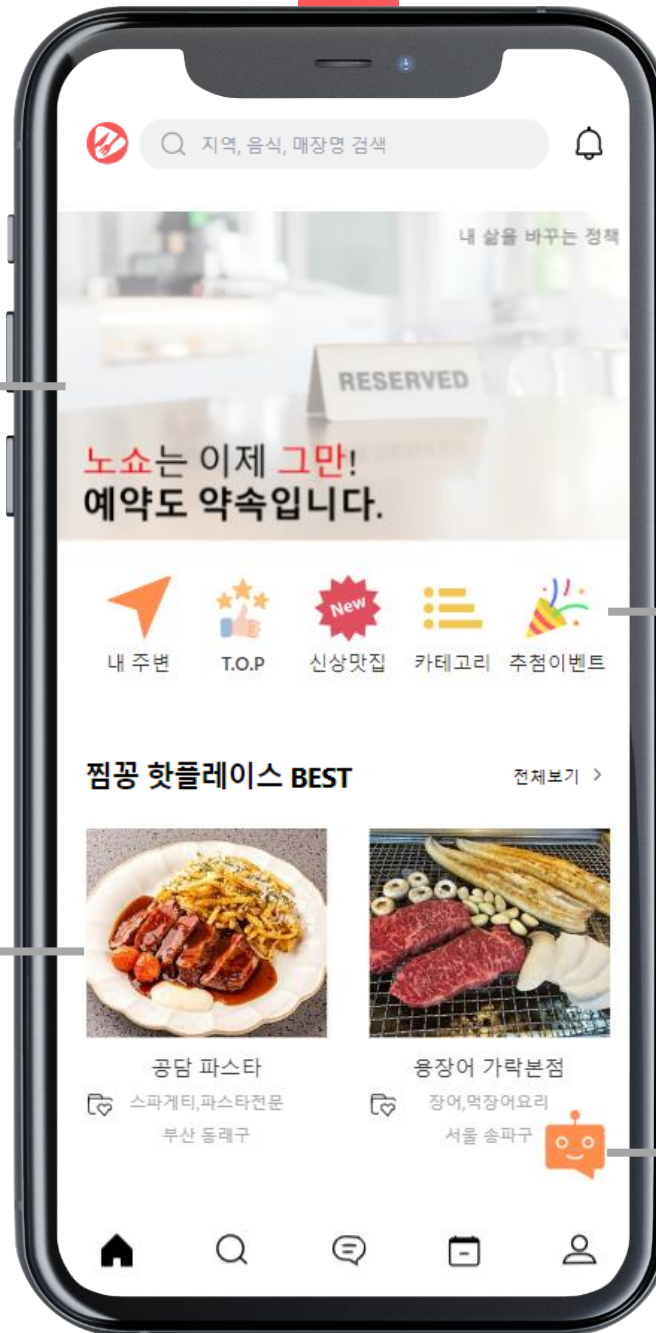 지역, 음식, 매장명 검색
내 삶을 바꾸는 정책
RESERVED
노쇼는 이제 그만!
예약도 약속입니다.
New
내 주변
T.O.P
신상맛집
카테고리
추첨이벤트
찜꽁 핫플레이스 BEST
전체보기 >
공담 파스타
용장어 가락본점
스파게티,파스타전문
장어,먹장어요리
부산 동래구
서울 송파구